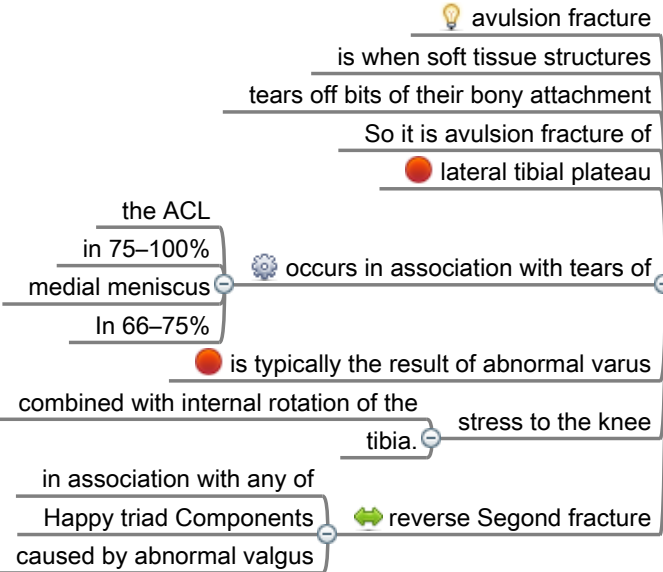 avulsion fracture
is when soft tissue structures
tears off bits of their bony attachment
So it is avulsion fracture of
lateral tibial plateau
occurs in association with tears of
the ACL
in 75–100%
medial meniscus
In 66–75%
is typically the result of abnormal varus
stress to the knee
combined with internal rotation of the
tibia.
reverse Segond fracture
in association with any of
Happy triad Components
caused by abnormal valgus